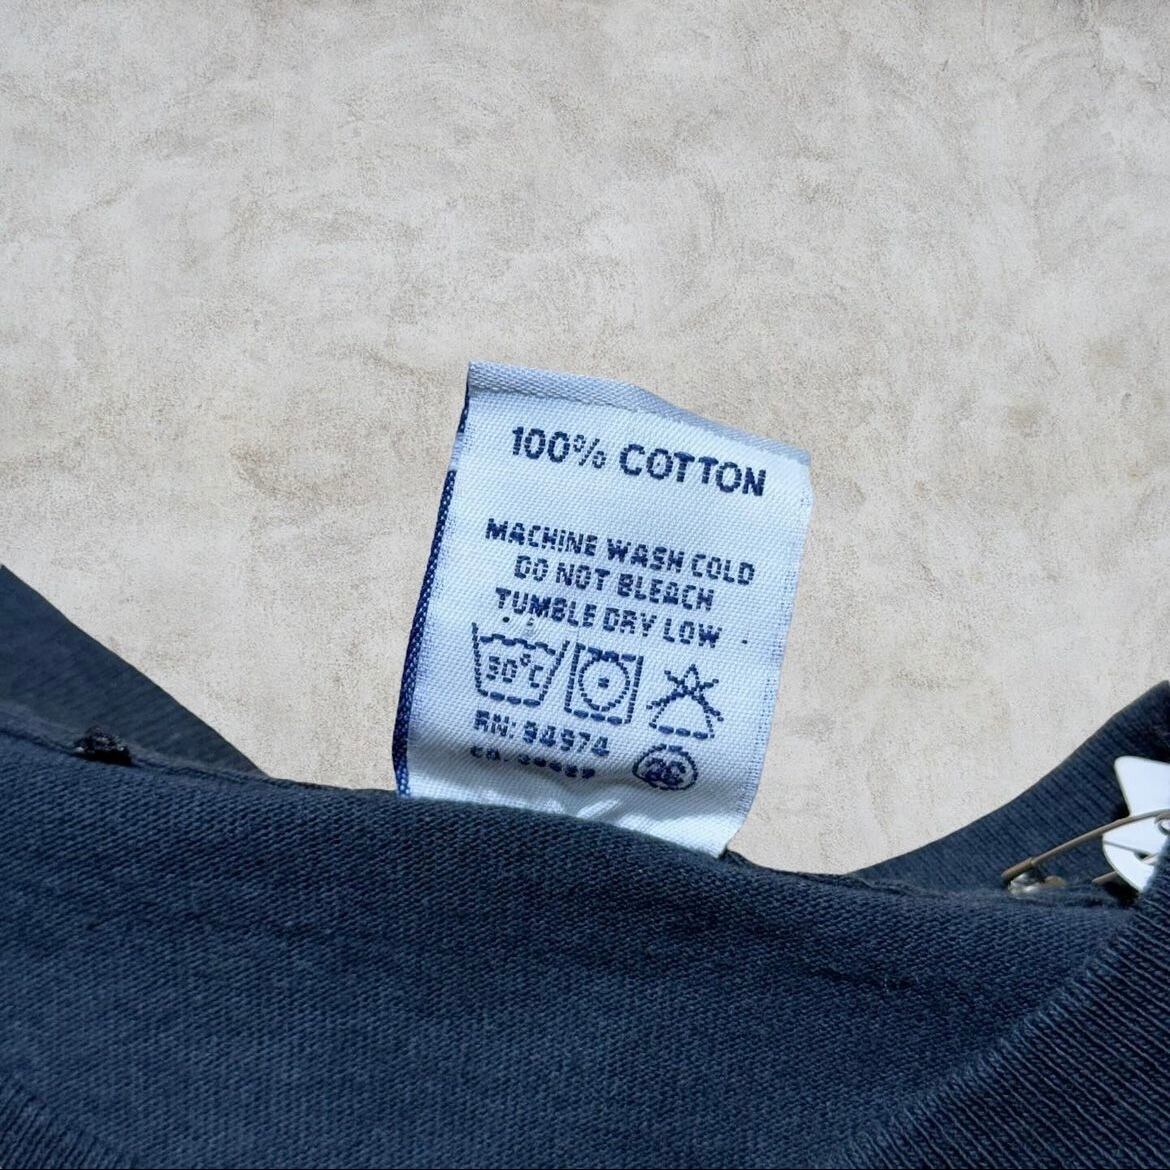 100% COTTON
MACHINE WASH COLD
DO NOT BLEACH
TUMBLE DRY LOW
30°C
RN: 94974